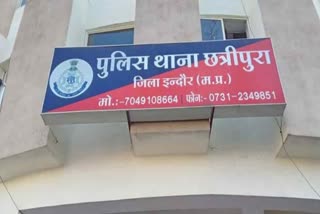 पुलिस थाना छत्रीपुरा
जिला इन्दौर (म.प्र.)
मो.:-7049108664 फ़ोन:- 0731-2349851